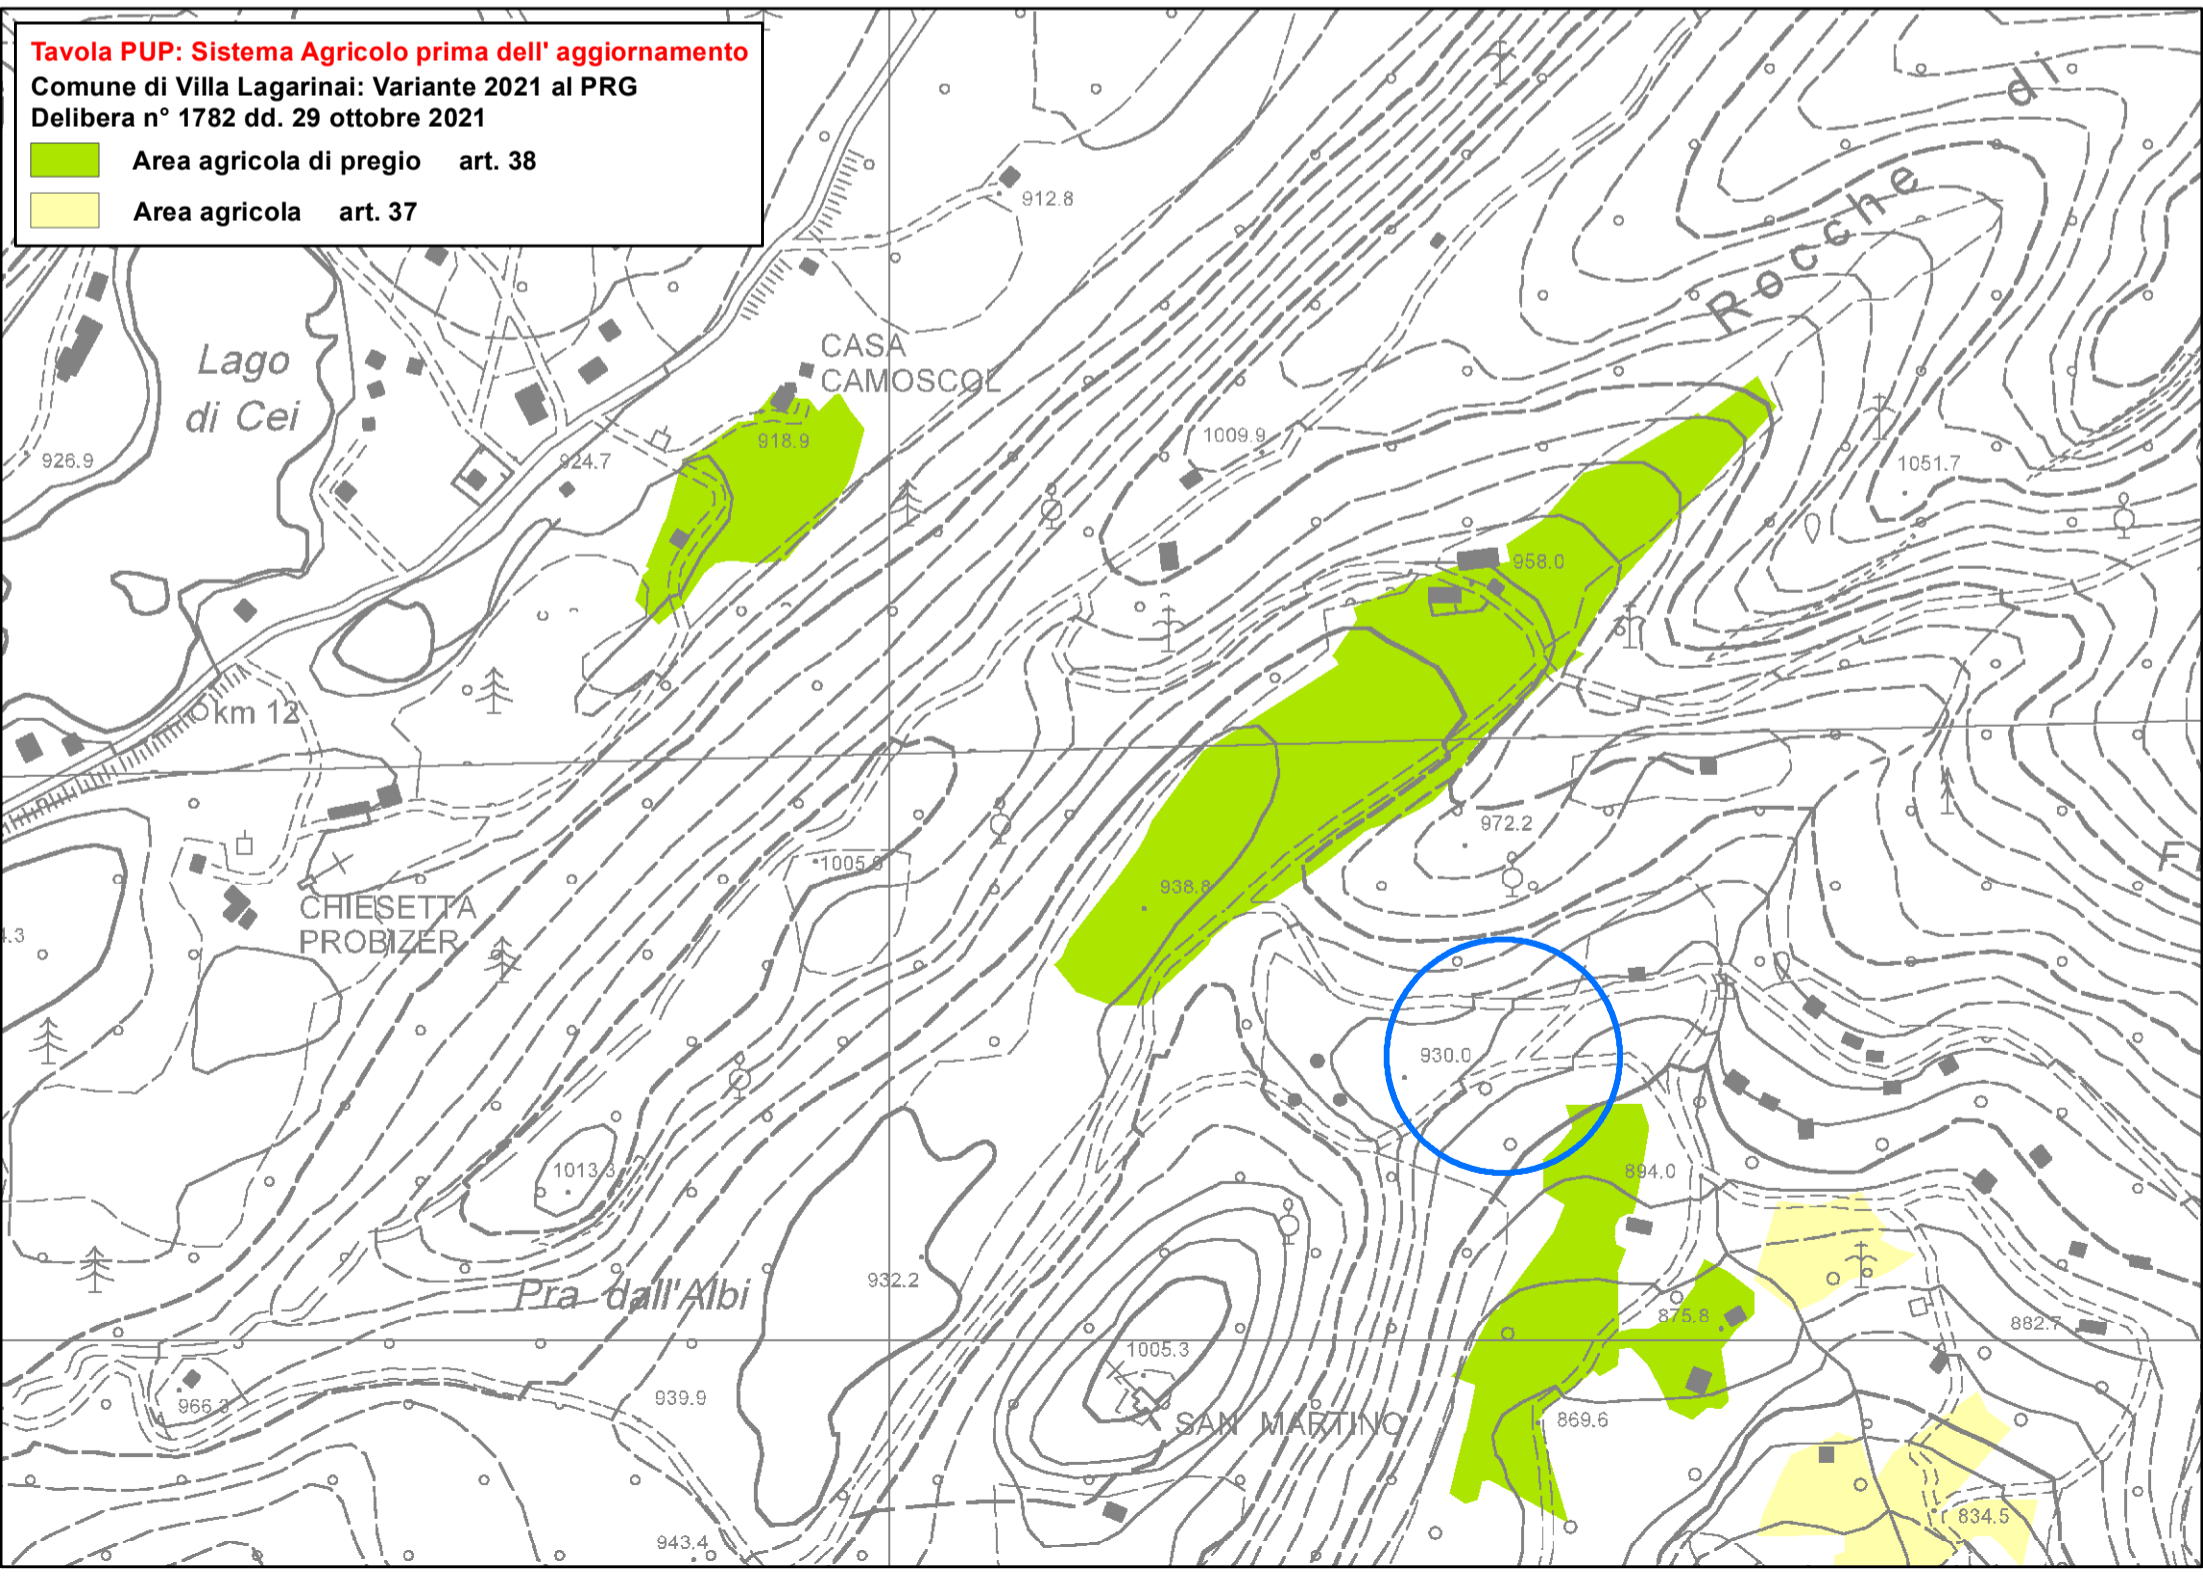 Tavola PUP: Sistema Agricolo prima dell' aggiornamento
Comune di Villa Lagarinai: Variante 2021 al PRG
Delibera n° 1782 dd. 29 ottobre 2021
Area agricola di pregio art. 38
Area agricola art. 37
Rocche di
912.8
Lago
di Cei
CASA
CAMOSCOL
926.9
924.7
918.9
1009.9
1051.7
958.0
km 12
972.2
1005.9
938.8
F
CHIESETTA
PROBIZER
4.3
930.0
1013.3
894.0
Pra dall'Albi
932.2
875.8
882.7
1005.3
966.3
939.9
SAN MARTINO
869.6
834.5
943.4